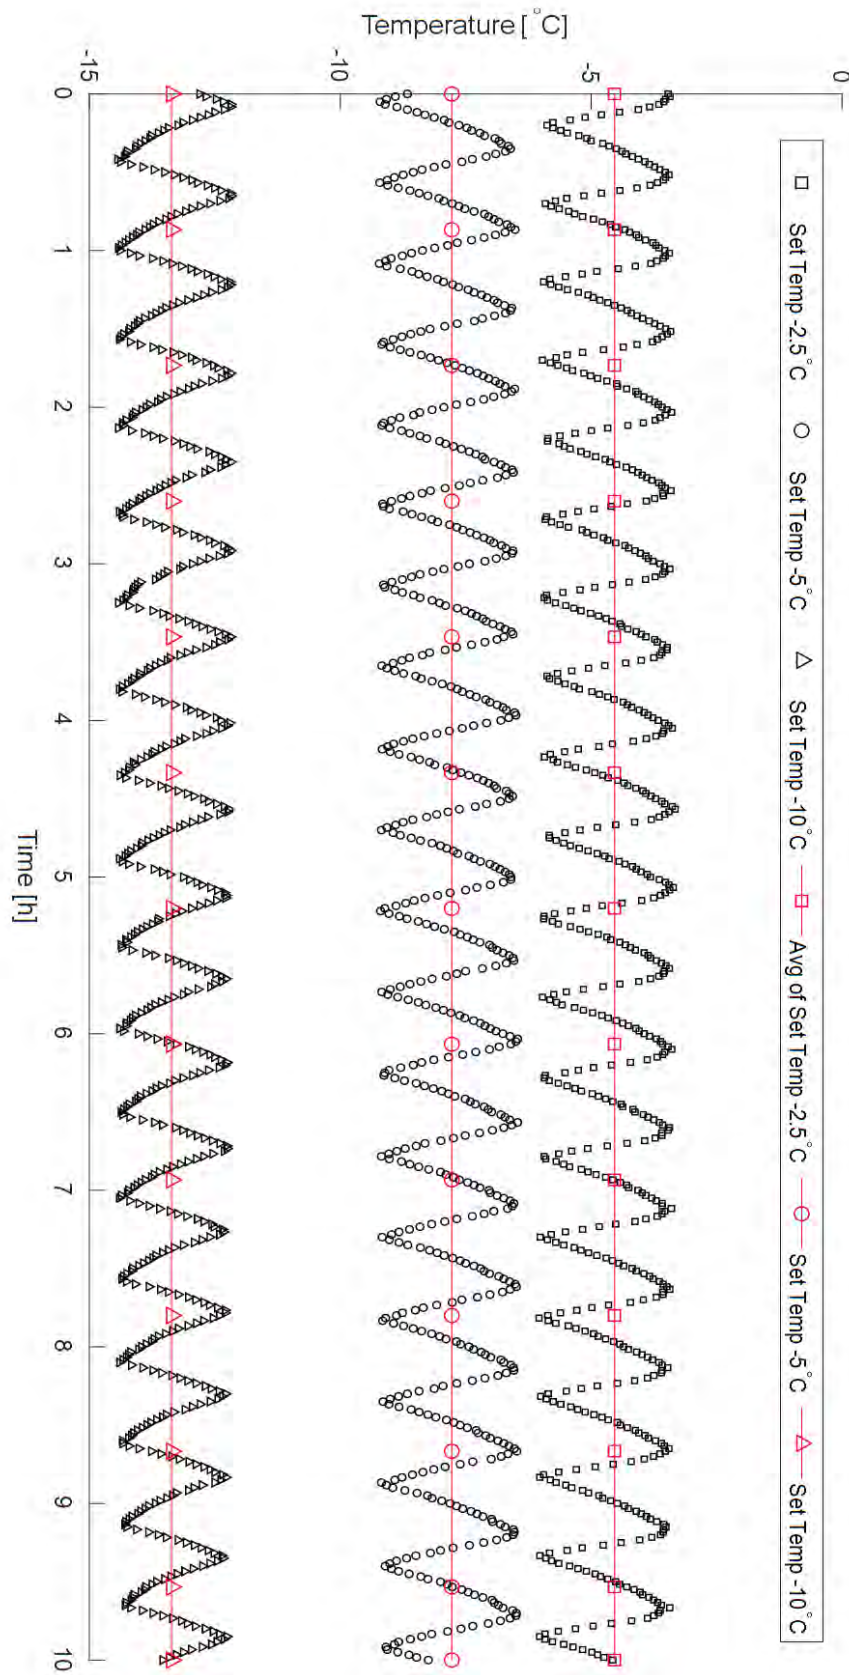 Set Temp -2.5°C Set Temp -5°C Set Temp -10°C Avg of Set Temp -2.5°C Set Temp -5°C Set Temp -10°C
Temperature [°C]
0
-5
-10
-15
0 1 2 3 4 5 6 7 8 9 10
Time [h]